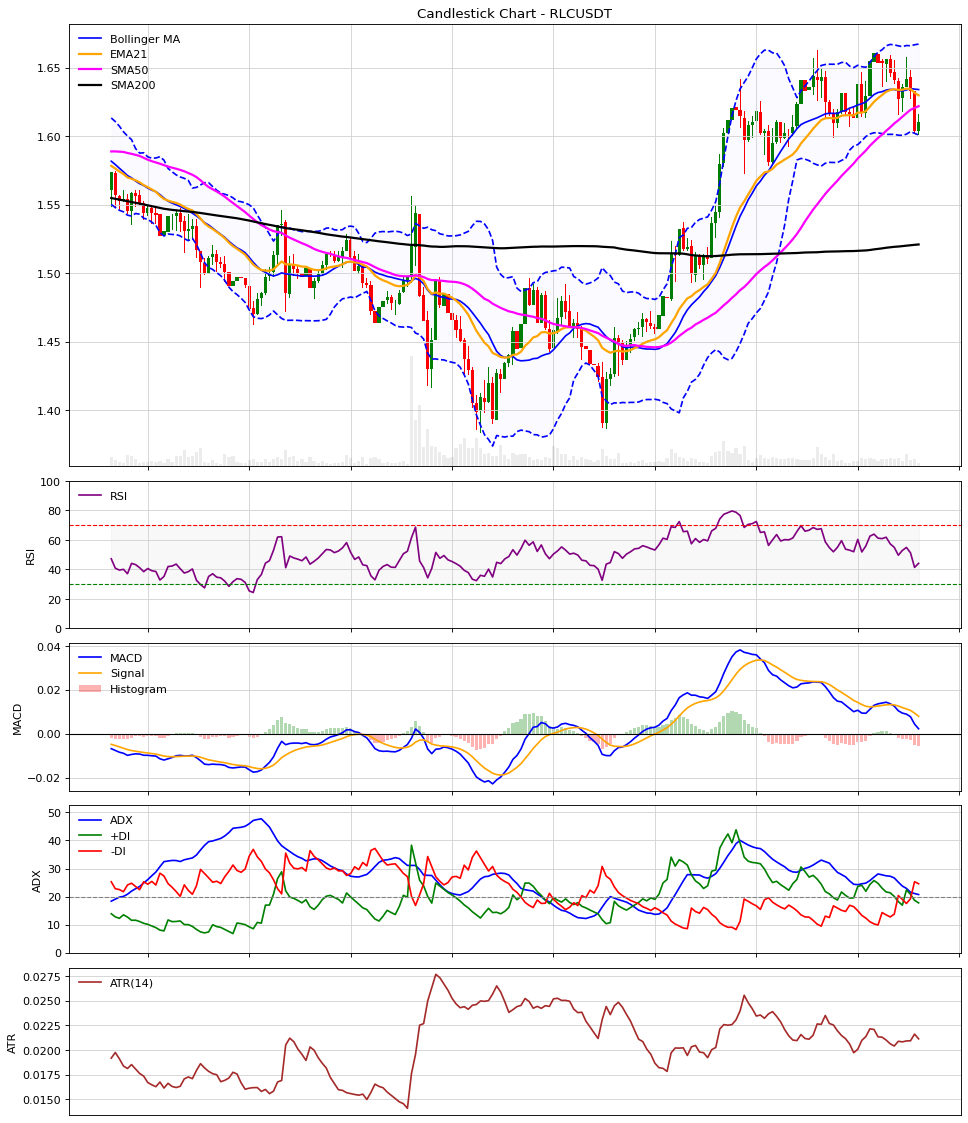 Candlestick Chart - RLCUSDT
Bollinger MA
EMA21
SMA50
SMA200
1.65
1.60
1.55
1.50
1.45
1.40
RSI
100
80
60
40
20
0
RSI
MACD
Signal
Histogram
0.04
0.02
0.00
−0.02
MACD
ADX
+DI
-DI
50
40
30
20
10
0
ADX
ATR(14)
0.0275
0.0250
0.0225
0.0200
0.0175
0.0150
ATR